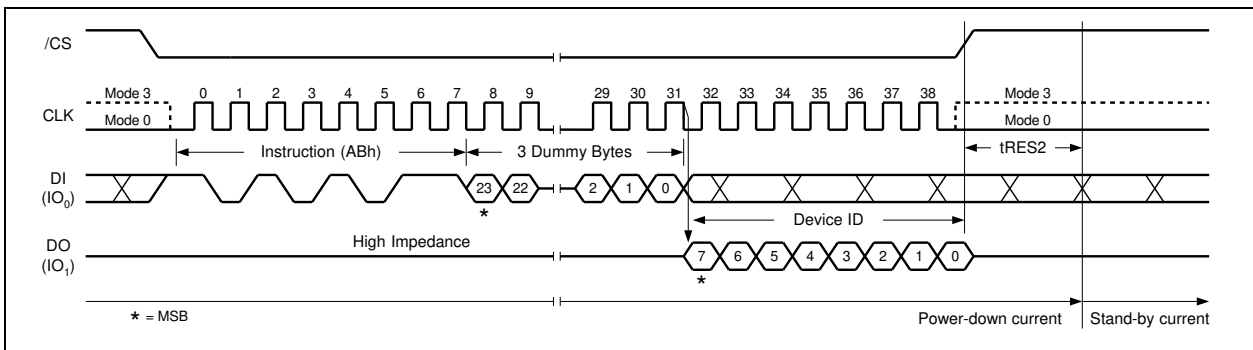 /CS
Mode 3 0 1 2 3 4 5 6 7 8 9 29 30 31 32 33 34 35 36 37 38 Mode 3
CLK
Mode 0 Mode 0
Instruction (ABh) 3 Dummy Bytes tRES2
DI
(IO0)
23 22 2 1 0
*
Device ID
High Impedance
DO
(IO1)
7 6 5 4 3 2 1 0
*
* = MSB
Power-down current Stand-by current